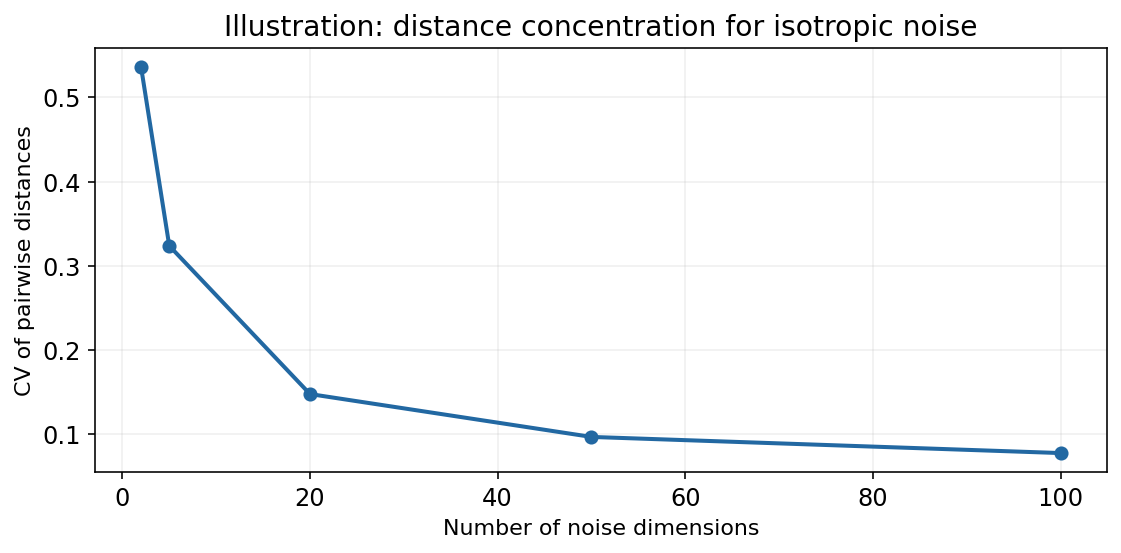 Illustration: distance concentration for isotropic noise
CV of pairwise distances
0.5
0.4
0.3
0.2
0.1
0 20 40 60 80 100
Number of noise dimensions